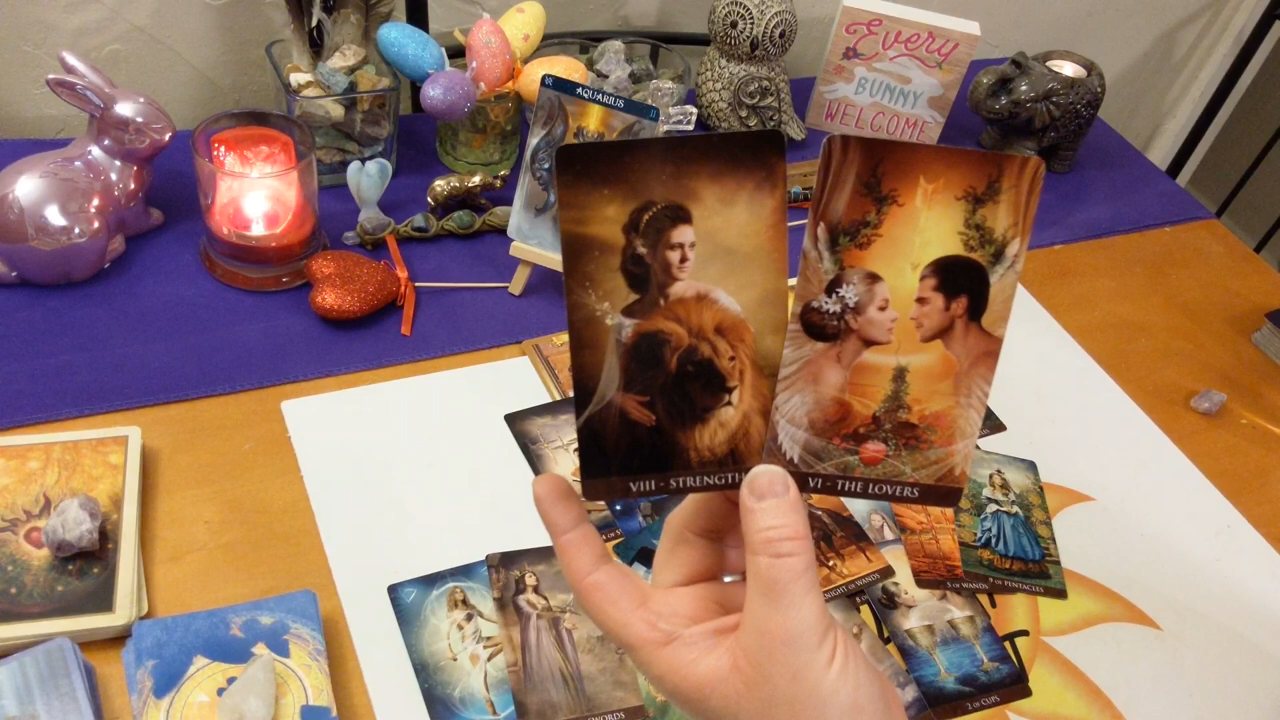 Every
BUNNY
WELCOME
AQUARIUS
II
VIII - STRENGTH
VI - THE LOVERS
KNIGHT OF WANDS
5 OF WANDS
9 OF PENTACLES
2 OF CUPS
SWORDS